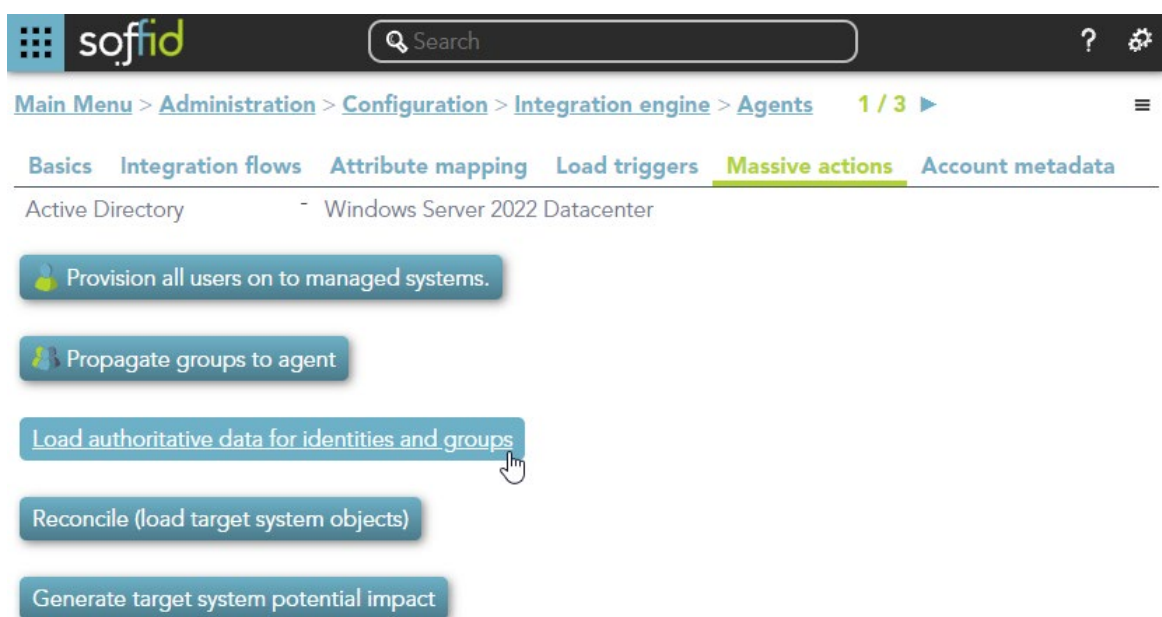 soffid Search ?
Main Menu > Administration > Configuration > Integration engine > Agents 1 / 3
Basics Integration flows Attribute mapping Load triggers Massive actions Account metadata
Active Directory - Windows Server 2022 Datacenter
Provision all users on to managed systems.
Propagate groups to agent
Load authoritative data for identities and groups
Reconcile (load target system objects)
Generate target system potential impact